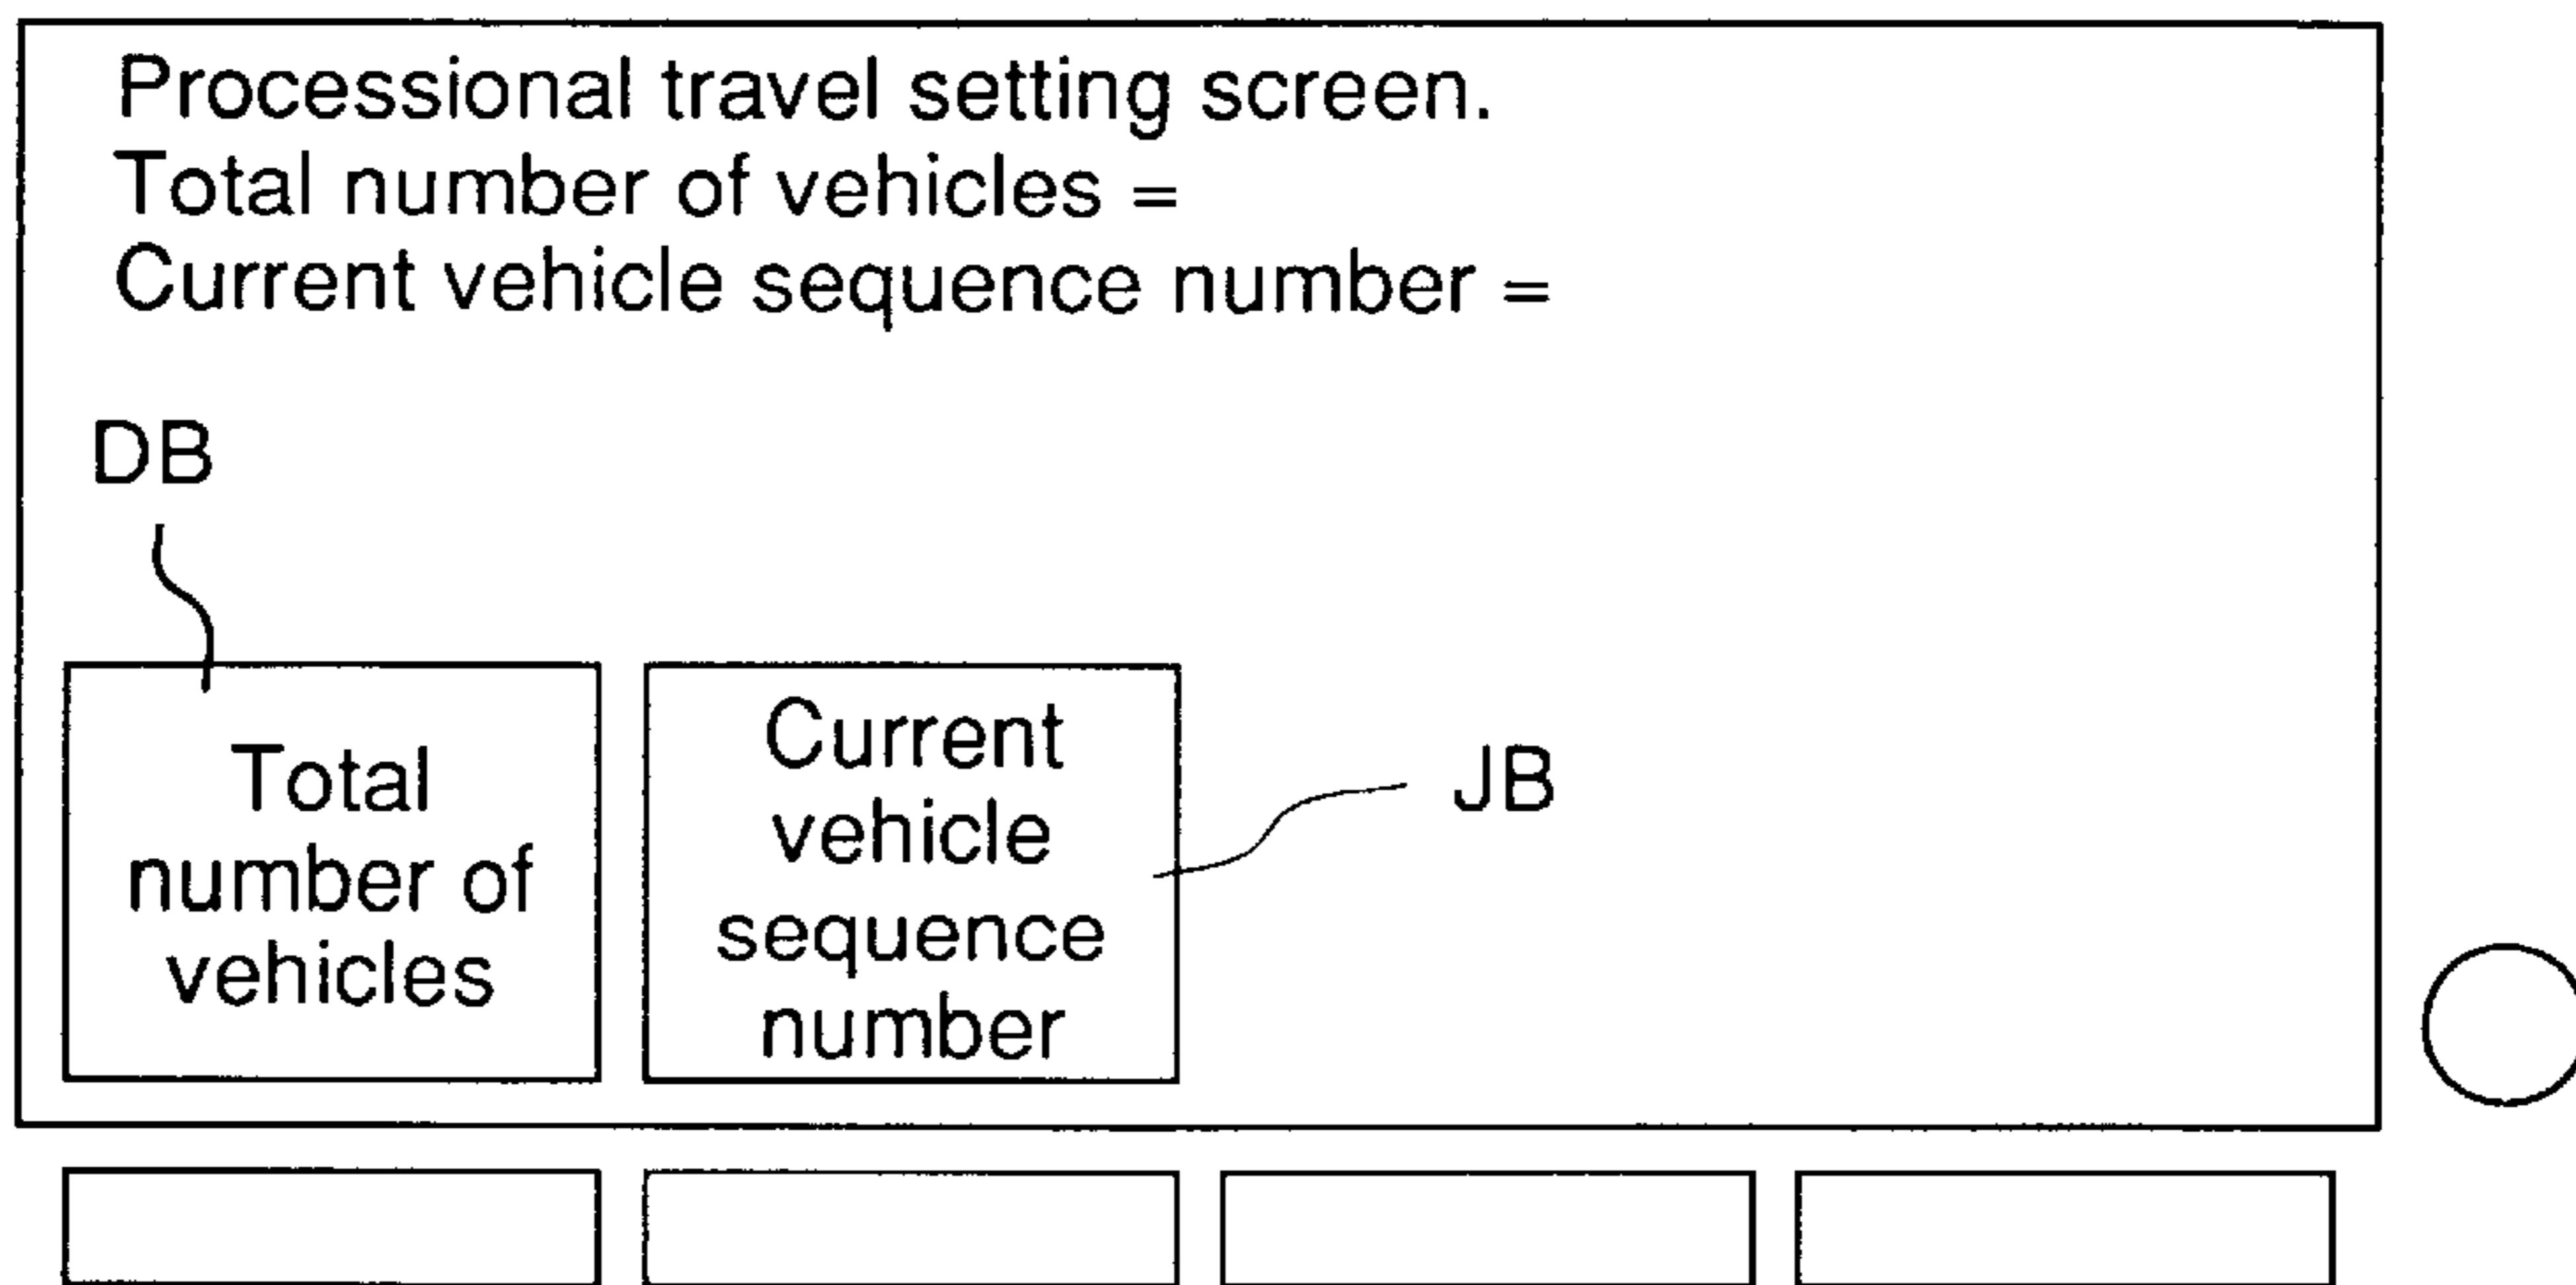 Processional travel setting screen.
Total number of vehicles =
Current vehicle sequence number =
DB
Total
number of
vehicles
Current
vehicle
sequence
number
JB